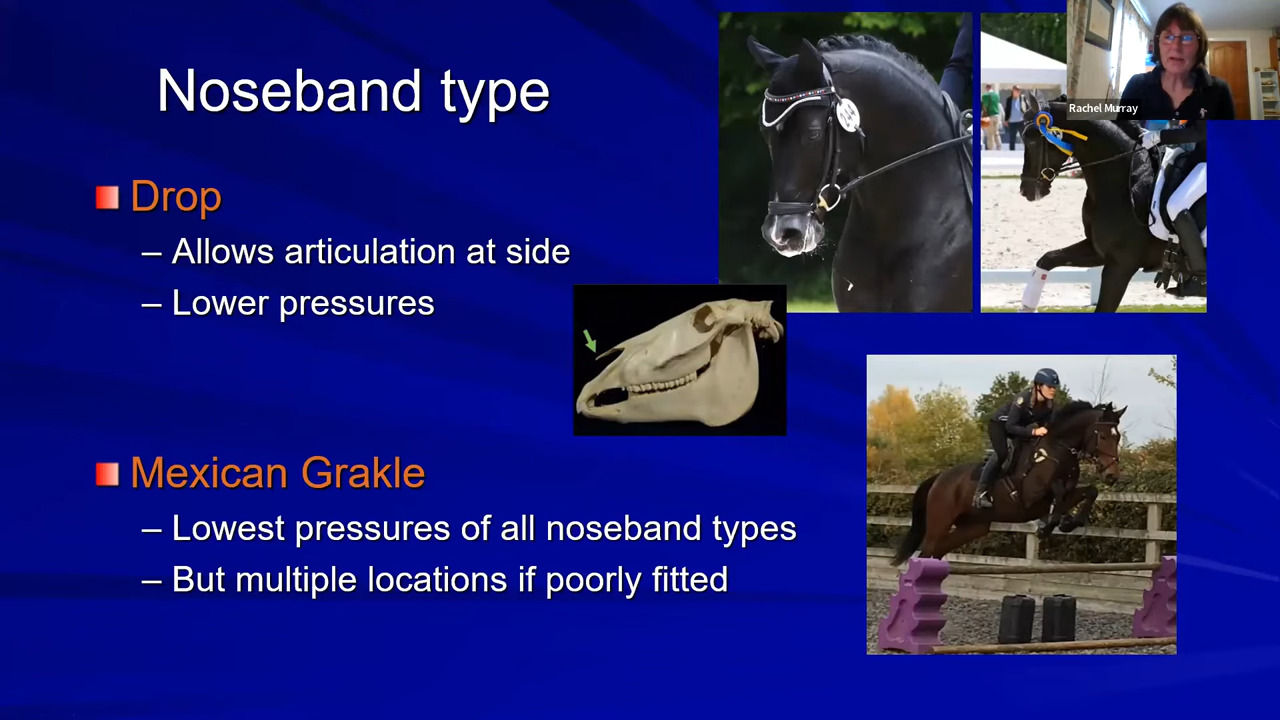 Noseband type
Drop
– Allows articulation at side
– Lower pressures
Mexican Grakle
– Lowest pressures of all noseband types
– But multiple locations if poorly fitted
Rachel Murray